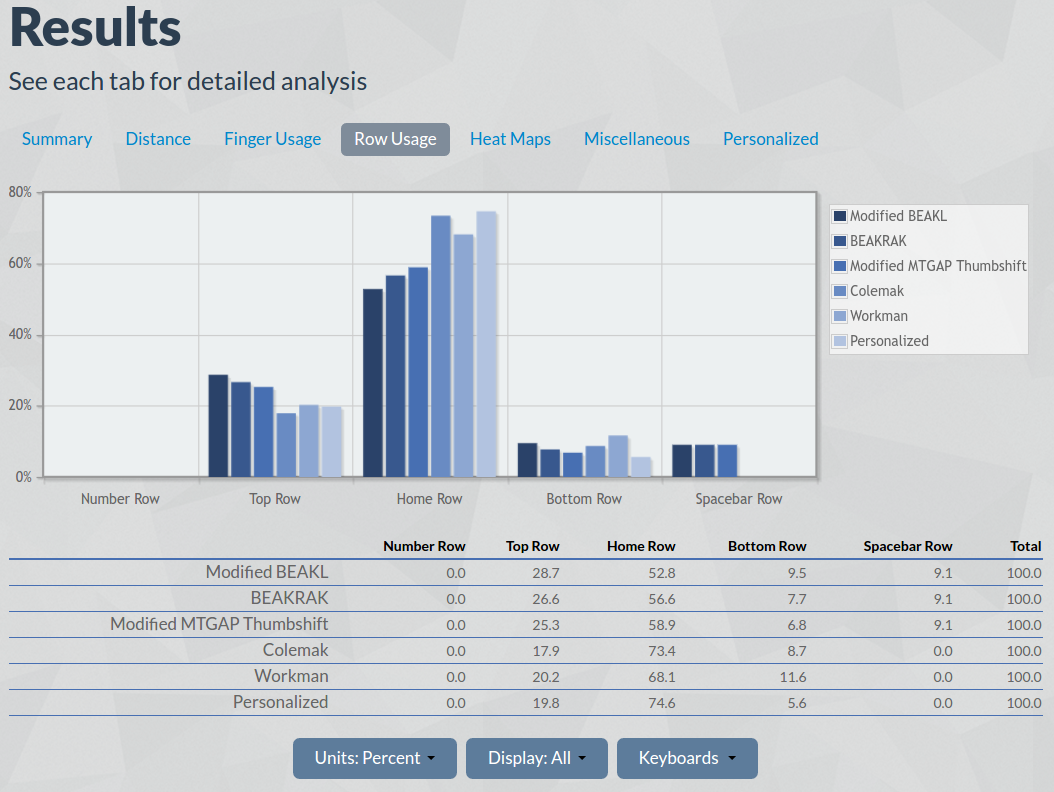 Results
See each tab for detailed analysis
Summary Distance Finger Usage Row Usage Heat Maps Miscellaneous Personalized
80%
60%
40%
20%
0%
Number Row Top Row Home Row Bottom Row Spacebar Row
Modified BEAKL
BEAKRAK
Modified MTGAP Thumbshift
Colemak
Workman
Personalized
Number Row Top Row Home Row Bottom Row Spacebar Row Total
Modified BEAKL 0.0 28.7 52.8 9.5 9.1 100.0
BEAKRAK 0.0 26.6 56.6 7.7 9.1 100.0
Modified MTGAP Thumbshift 0.0 25.3 58.9 6.8 9.1 100.0
Colemak 0.0 17.9 73.4 8.7 0.0 100.0
Workman 0.0 20.2 68.1 11.6 0.0 100.0
Personalized 0.0 19.8 74.6 5.6 0.0 100.0
Units: Percent Display: All Keyboards